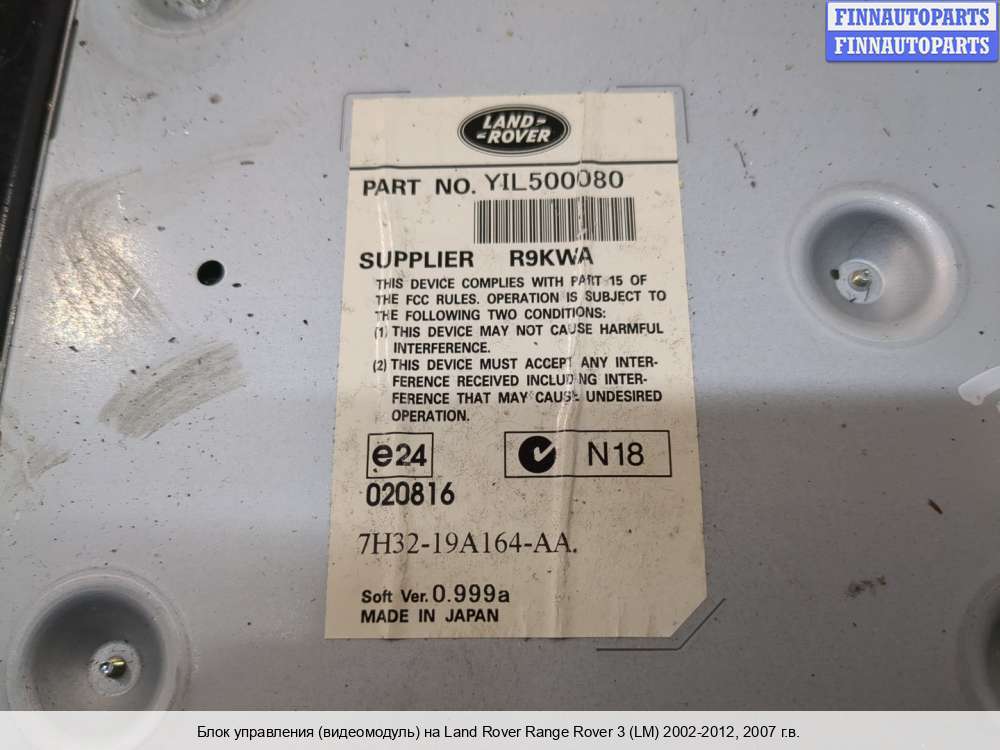 FINNAUTOPARTS
FINNAUTOPARTS
LAND-
-ROVER
PART NO. YIL500080
SUPPLIER R9KWA
THIS DEVICE COMPLIES WITH PART 15 OF
THE FCC RULES. OPERATION IS SUBJECT TO
THE FOLLOWING TWO CONDITIONS:
(1) THIS DEVICE MAY NOT CAUSE HARMFUL
INTERFERENCE.
(2) THIS DEVICE MUST ACCEPT ANY INTER-
FERENCE RECEIVED INCLUDING INTER-
FERENCE THAT MAY CAUSE UNDESIRED
OPERATION.
e24
N18
020816
7H32-19A164-AA.
Soft Ver. 0.999a
MADE IN JAPAN
Блок управления (видеомодуль) на Land Rover Range Rover 3 (LM) 2002-2012, 2007 г.в.